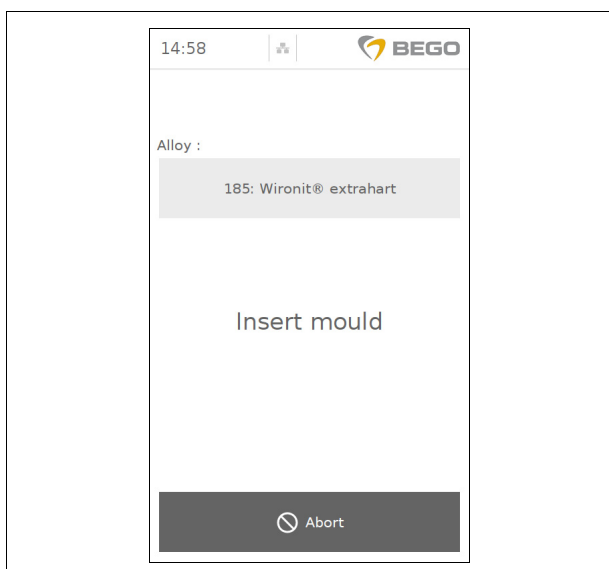 14:58 BEGO
Alloy :
185: Wironit® extrahart
Insert mould
Abort